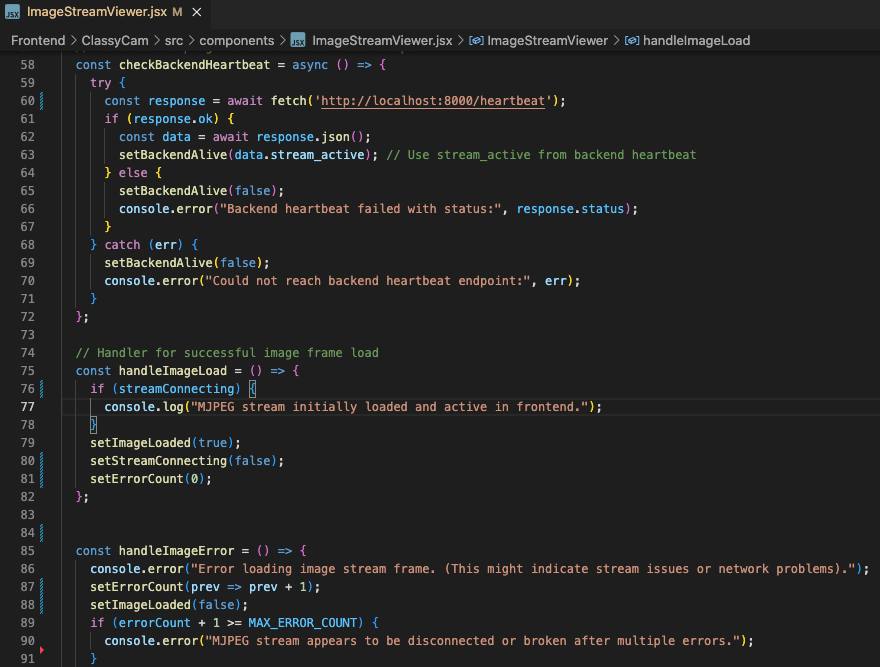 JSX ImageStreamViewer.jsx M ×
Frontend > ClassyCam > src > components > JSX ImageStreamViewer.jsx > ImageStreamViewer > handleImageLoad
58 const checkBackendHeartbeat = async () => {
59 try {
60 const response = await fetch('http://localhost:8000/heartbeat');
61 if (response.ok) {
62 const data = await response.json();
63 setBackendAlive(data.stream_active); // Use stream_active from backend heartbeat
64 } else {
65 setBackendAlive(false);
66 console.error("Backend heartbeat failed with status:", response.status);
67 }
68 } catch (err) {
69 setBackendAlive(false);
70 console.error("Could not reach backend heartbeat endpoint:", err);
71 }
72 };
73
74 // Handler for successful image frame load
75 const handleImageLoad = () => {
76 if (streamConnecting) {
77 console.log("MJPEG stream initially loaded and active in frontend.");
78 }
79 setImageLoaded(true);
80 setStreamConnecting(false);
81 setErrorCount(0);
82 };
83
84
85 const handleImageError = () => {
86 console.error("Error loading image stream frame. (This might indicate stream issues or network problems).");
87 setErrorCount(prev => prev + 1);
88 setImageLoaded(false);
89 if (errorCount + 1 >= MAX_ERROR_COUNT) {
90 console.error("MJPEG stream appears to be disconnected or broken after multiple errors.");
91 }